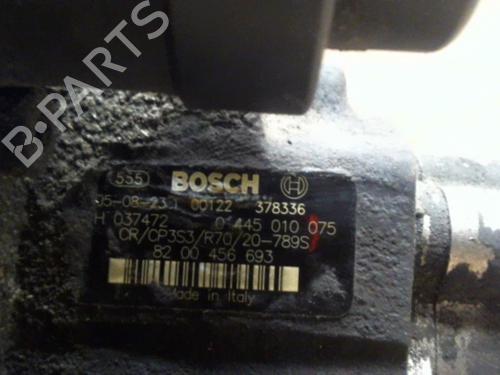 B-PARTS
555 BOSCH
05-08-23 00122 378336
H 037472 0 445 010 075
CR/CP3S3/R70/20-789S
82 00 456 693
Made in Italy